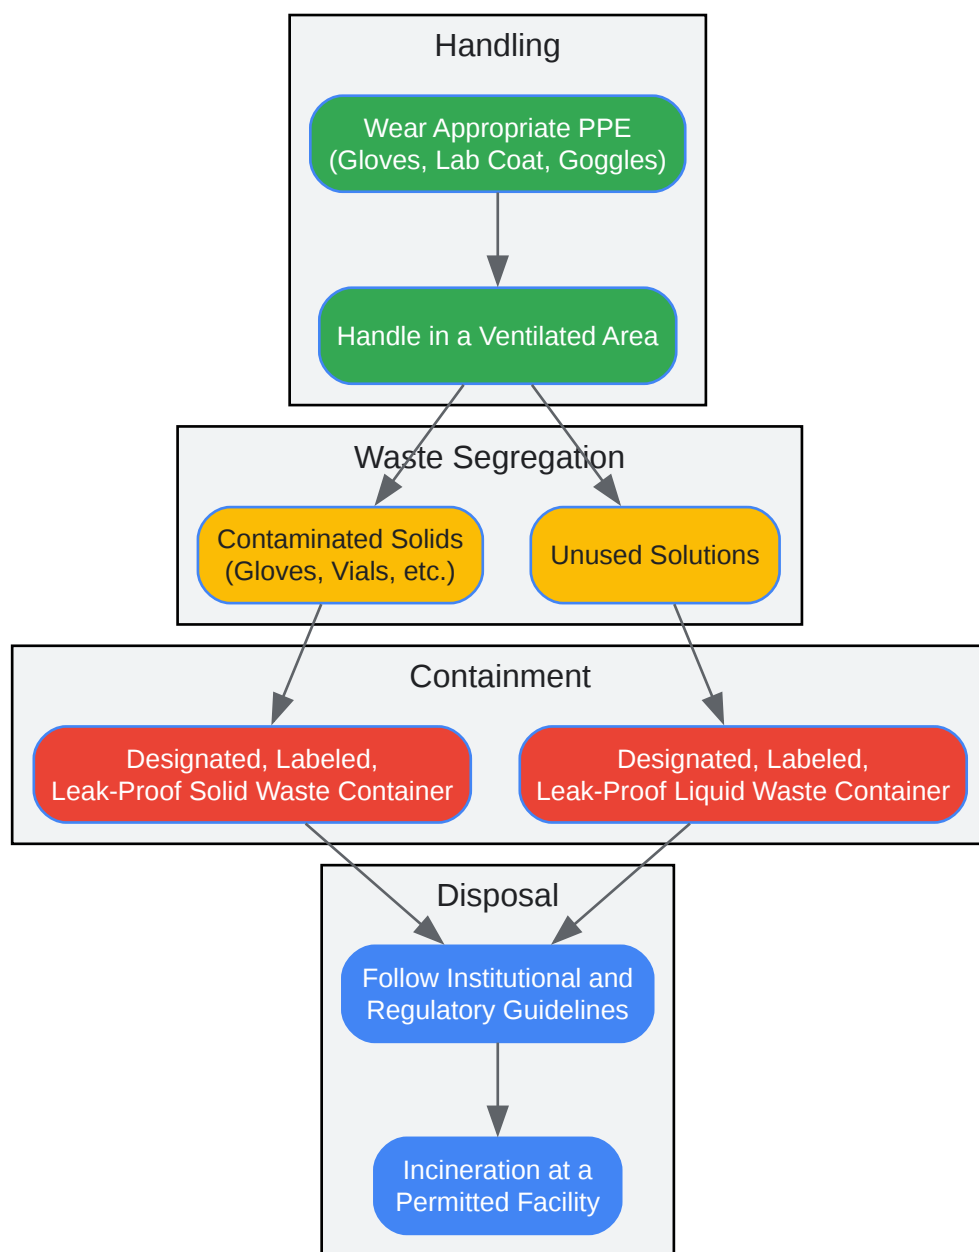 Handling
Wear Appropriate PPE
(Gloves, Lab Coat, Goggles)
Handle in a Ventilated Area
Waste Segregation
Contaminated Solids
(Gloves, Vials, etc.)
Unused Solutions
Containment
Designated, Labeled,
Leak-Proof Solid Waste Container
Designated, Labeled,
Leak-Proof Liquid Waste Container
Disposal
Follow Institutional and
Regulatory Guidelines
Incineration at a
Permitted Facility